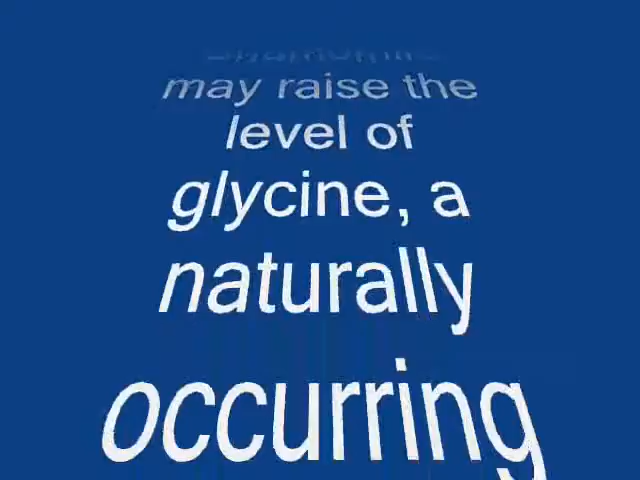 may raise the
level of
glycine, a
naturally
occurring